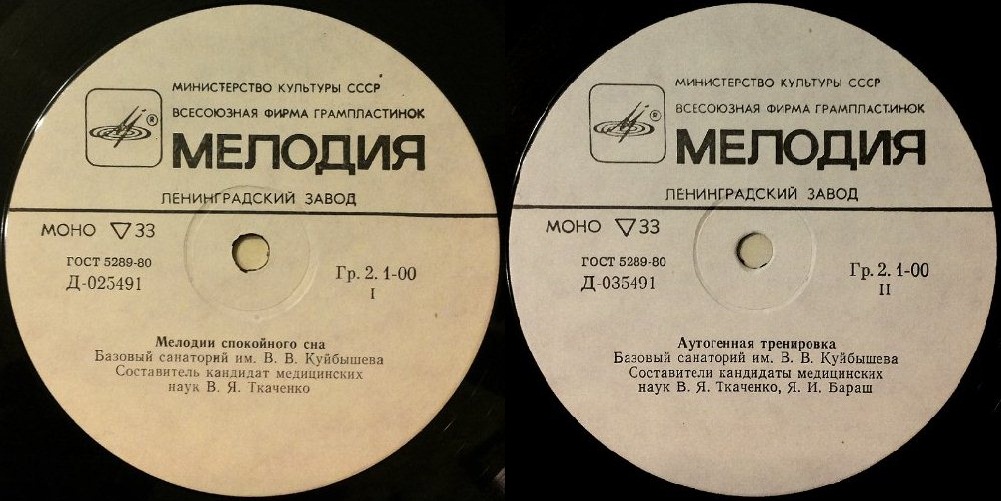 МИНИСТЕРСТВО КУЛЬТУРЫ СССР
ВСЕСОЮЗНАЯ ФИРМА ГРАМПЛАСТИНОК
®
МЕЛОДИЯ
ЛЕНИНГРАДСКИЙ ЗАВОД
МОНО ▽ 33
ГОСТ 5289-80
Д-025491
Гр. 2. 1-00
I
Мелодии спокойного сна
Базовый санаторий им. В. В. Куйбышева
Составитель кандидат медицинских
наук В. Я. Ткаченко
МИНИСТЕРСТВО КУЛЬТУРЫ СССР
ВСЕСОЮЗНАЯ ФИРМА ГРАМПЛАСТИНОК
®
МЕЛОДИЯ
ЛЕНИНГРАДСКИЙ ЗАВОД
МОНО ▽ 33
ГОСТ 5289-80
Д-035491
Гр. 2. 1-00
II
Аутогенная тренировка
Базовый санаторий им. В. В. Куйбышева
Составители кандидаты медицинских
наук В. Я. Ткаченко, Я. И. Бараш